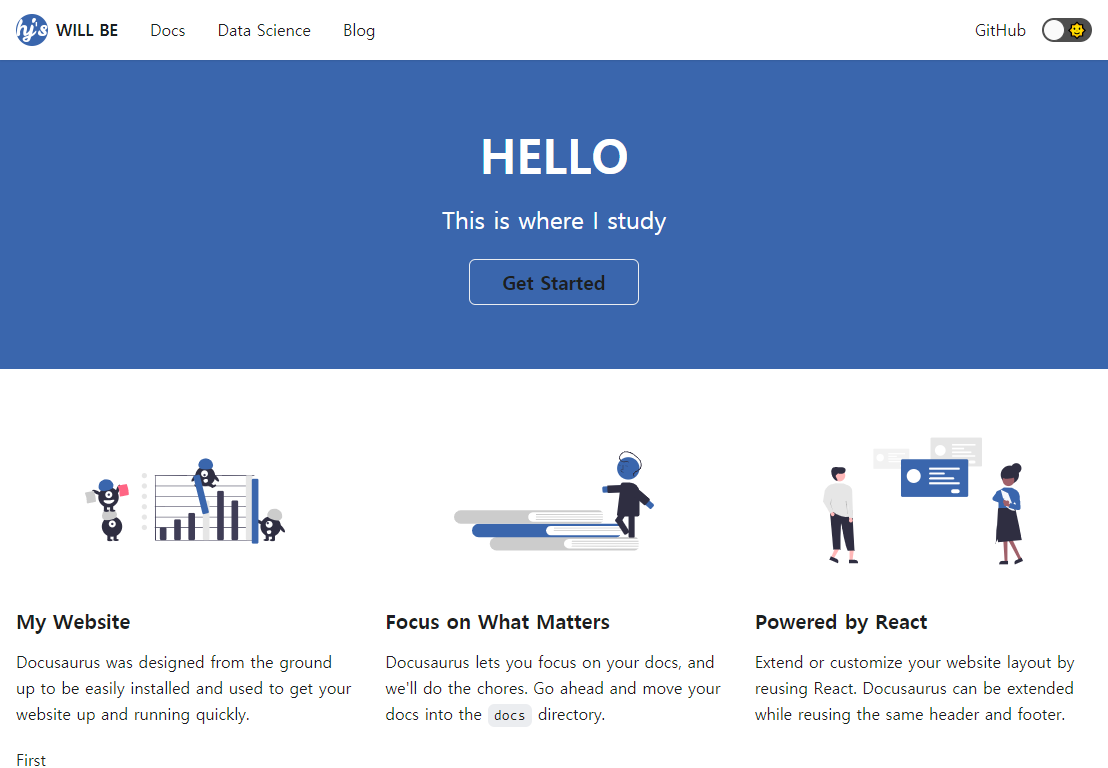 hj's WILL BE Docs Data Science Blog GitHub
HELLO
This is where I study
Get Started
My Website
Docusaurus was designed from the ground
up to be easily installed and used to get your
website up and running quickly.
First
Focus on What Matters
Docusaurus lets you focus on your docs, and
we'll do the chores. Go ahead and move your
docs into the docs directory.
Powered by React
Extend or customize your website layout by
reusing React. Docusaurus can be extended
while reusing the same header and footer.